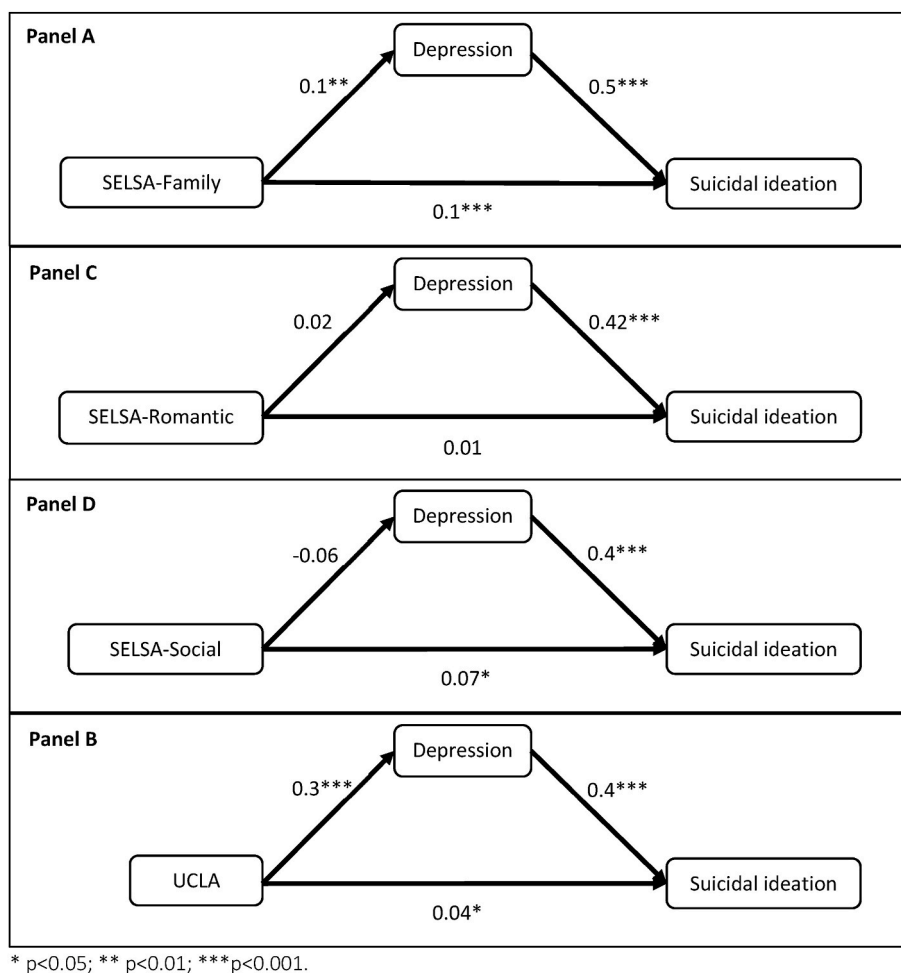 Panel A
Depression
0.1**
0.5***
SELSA-Family
Suicidal ideation
0.1***
Panel C
Depression
0.02
0.42***
SELSA-Romantic
Suicidal ideation
0.01
Panel D
Depression
-0.06
0.4***
SELSA-Social
Suicidal ideation
0.07*
Panel B
Depression
0.3***
0.4***
UCLA
Suicidal ideation
0.04*
* p<0.05; ** p<0.01; ***p<0.001.